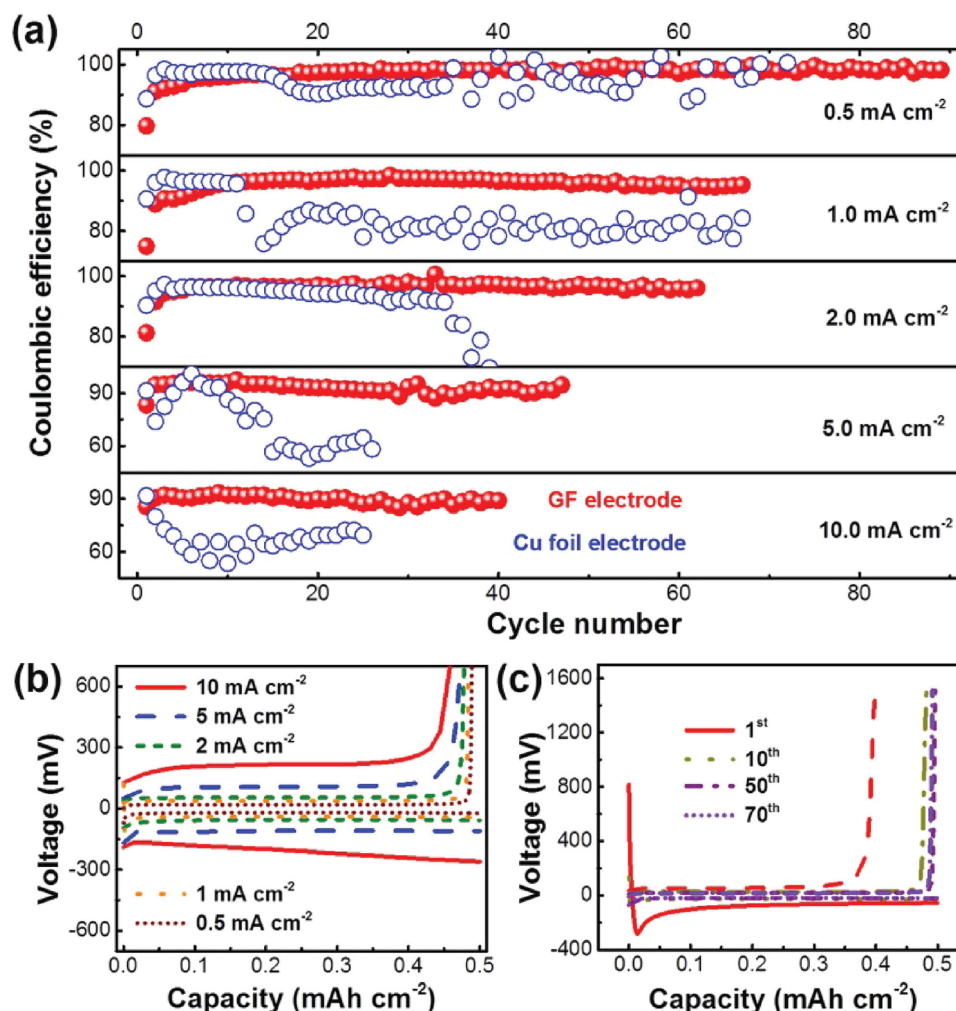 (a)
0 20 40 60 80
Coulombic efficiency (%)
100
80
0.5 mA cm-2
100
80
1.0 mA cm-2
100
80
2.0 mA cm-2
90
60
5.0 mA cm-2
90
60
GF electrode
Cu foil electrode
10.0 mA cm-2
0 20 40 60 80
Cycle number
(b)
Voltage (mV)
600
300
0
-300
-600
10 mA cm-2
5 mA cm-2
2 mA cm-2
1 mA cm-2
0.5 mA cm-2
0.0 0.1 0.2 0.3 0.4 0.5
Capacity (mAh cm-2)
(c)
Voltage (mV)
1600
1200
800
400
0
-400
1st
10th
50th
70th
0.0 0.1 0.2 0.3 0.4 0.5
Capacity (mAh cm-2)